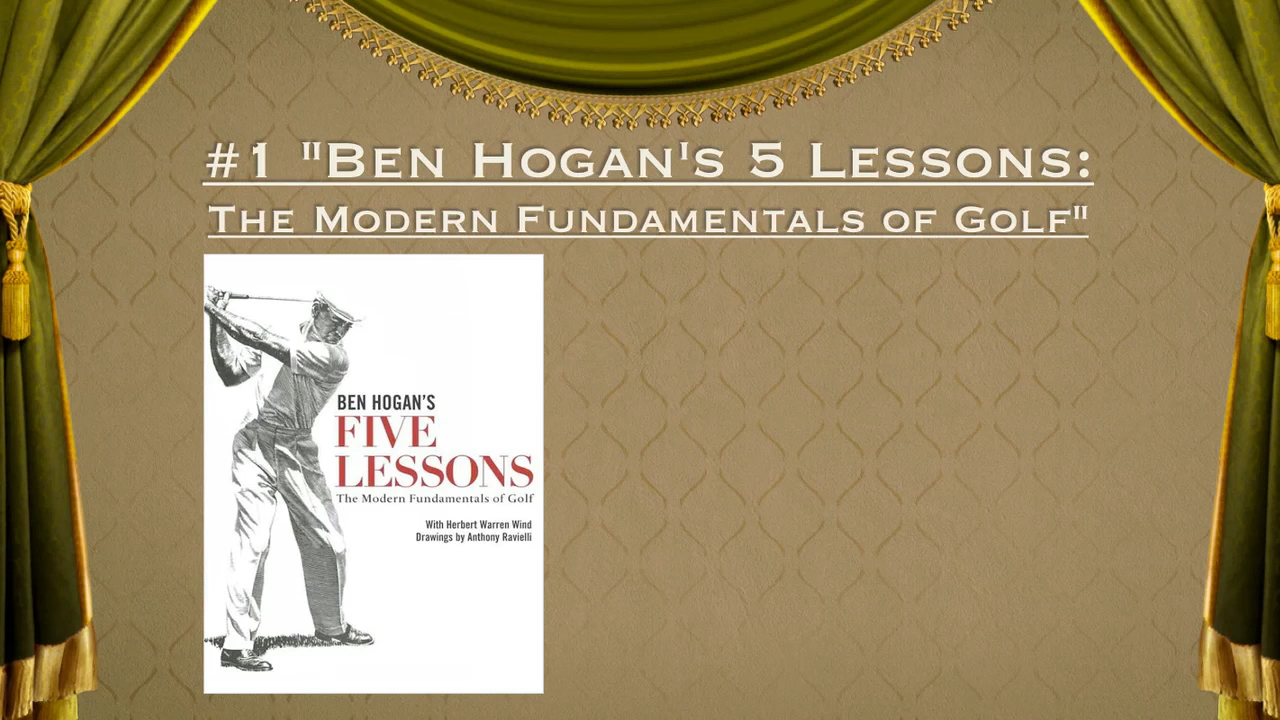 #1 "Ben Hogan's 5 Lessons:
The Modern Fundamentals of Golf"
BEN HOGAN'S
FIVE
LESSONS
The Modern Fundamentals of Golf
With Herbert Warren Wind
Drawings by Anthony Ravielli